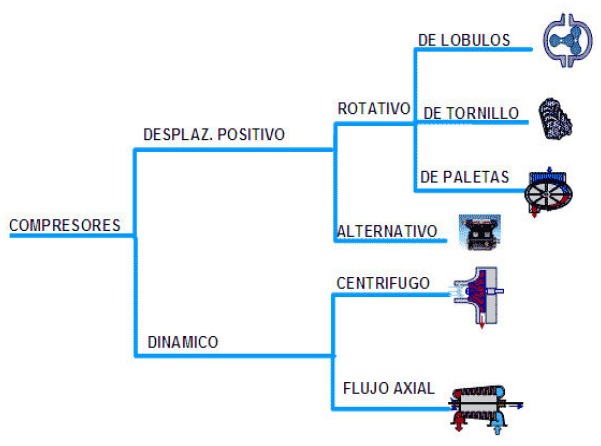 DE LOBULOS
ROTATIVO
DE TORNILLO
DESPLAZ. POSITIVO
DE PALETAS
COMPRESORES
ALTERNATIVO
CENTRIFUGO
DINAMICO
FLUJO AXIAL